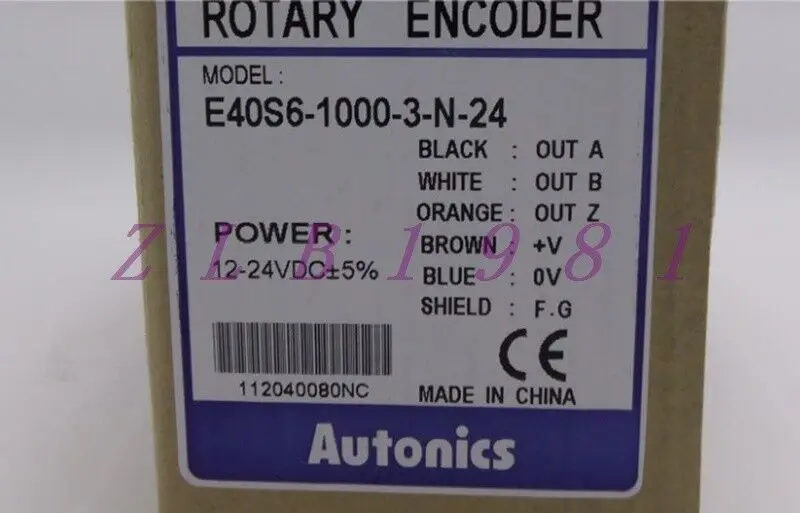 ROTARY ENCODER
MODEL :
E40S6-1000-3-N-24
BLACK : OUT A
WHITE : OUT B
ORANGE : OUT Z
BROWN : +V
BLUE : 0V
SHIELD : F.G
POWER :
12-24VDC±5%
ZLB1981
CE
112040080NC
MADE IN CHINA
Autonics